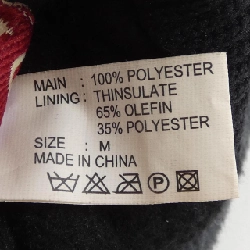 MAIN : 100% POLYESTER
LINING : THINSULATE
65% OLEFIN
35% POLYESTER
SIZE : M
MADE IN CHINA
P